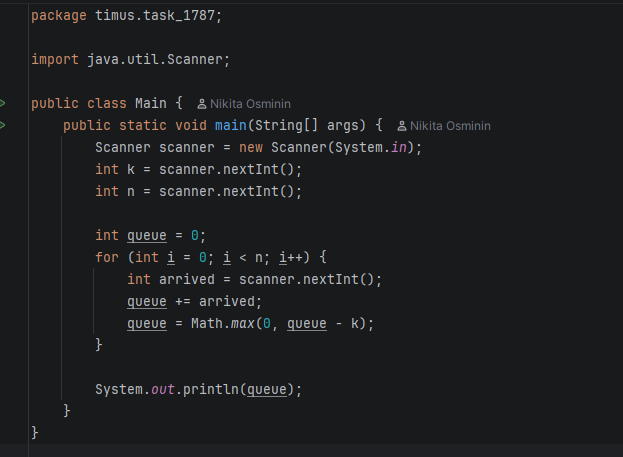 package timus.task_1787;
import java.util.Scanner;
public class Main { Nikita Osminin
public static void main(String[] args) { Nikita Osminin
Scanner scanner = new Scanner(System.in);
int k = scanner.nextInt();
int n = scanner.nextInt();
int queue = 0;
for (int i = 0; i < n; i++) {
int arrived = scanner.nextInt();
queue += arrived;
queue = Math.max(0, queue - k);
}
System.out.println(queue);
}
}